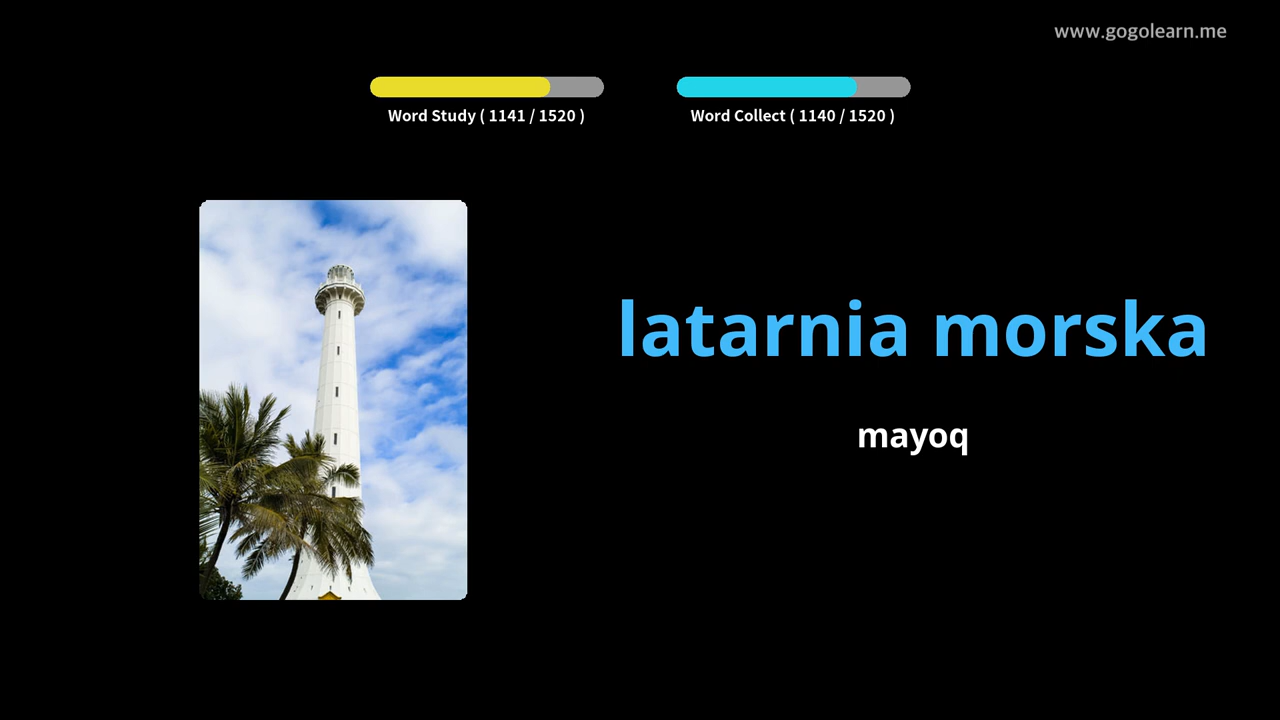 www.gogolearn.me
Word Study ( 1141 / 1520 )
Word Collect ( 1140 / 1520 )
latarnia morska
mayoq